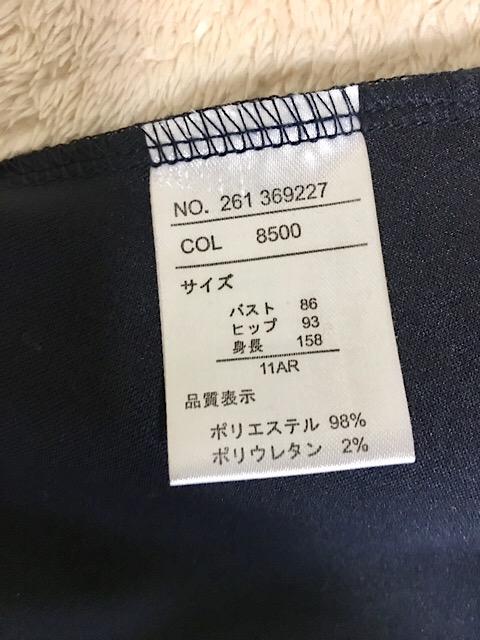 NO. 261 369227
COL 8500
サイズ
バスト 86
ヒップ 93
身長 158
11AR
品質表示
ポリエステル 98%
ポリウレタン 2%